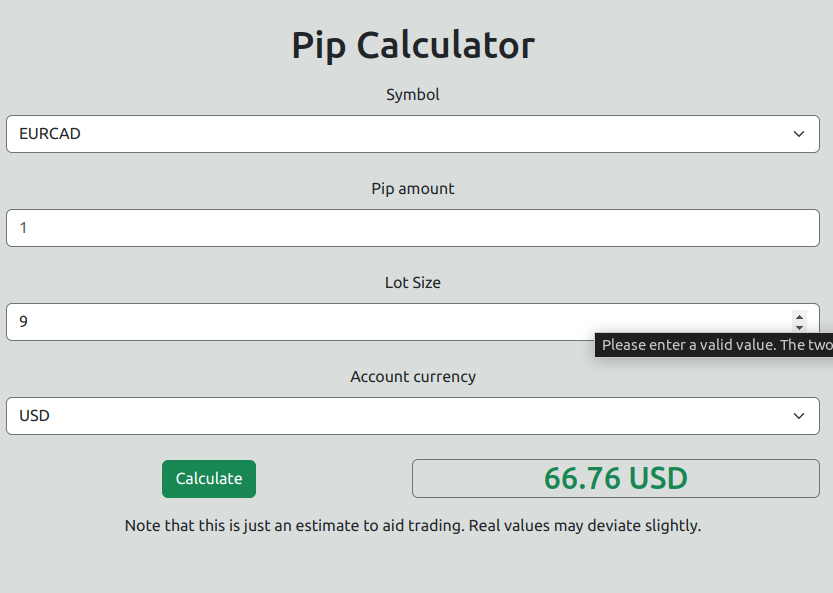 Pip Calculator
Symbol
EURCAD
Pip amount
1
Lot Size
9
Please enter a valid value. The two
Account currency
USD
Calculate
66.76 USD
Note that this is just an estimate to aid trading. Real values may deviate slightly.